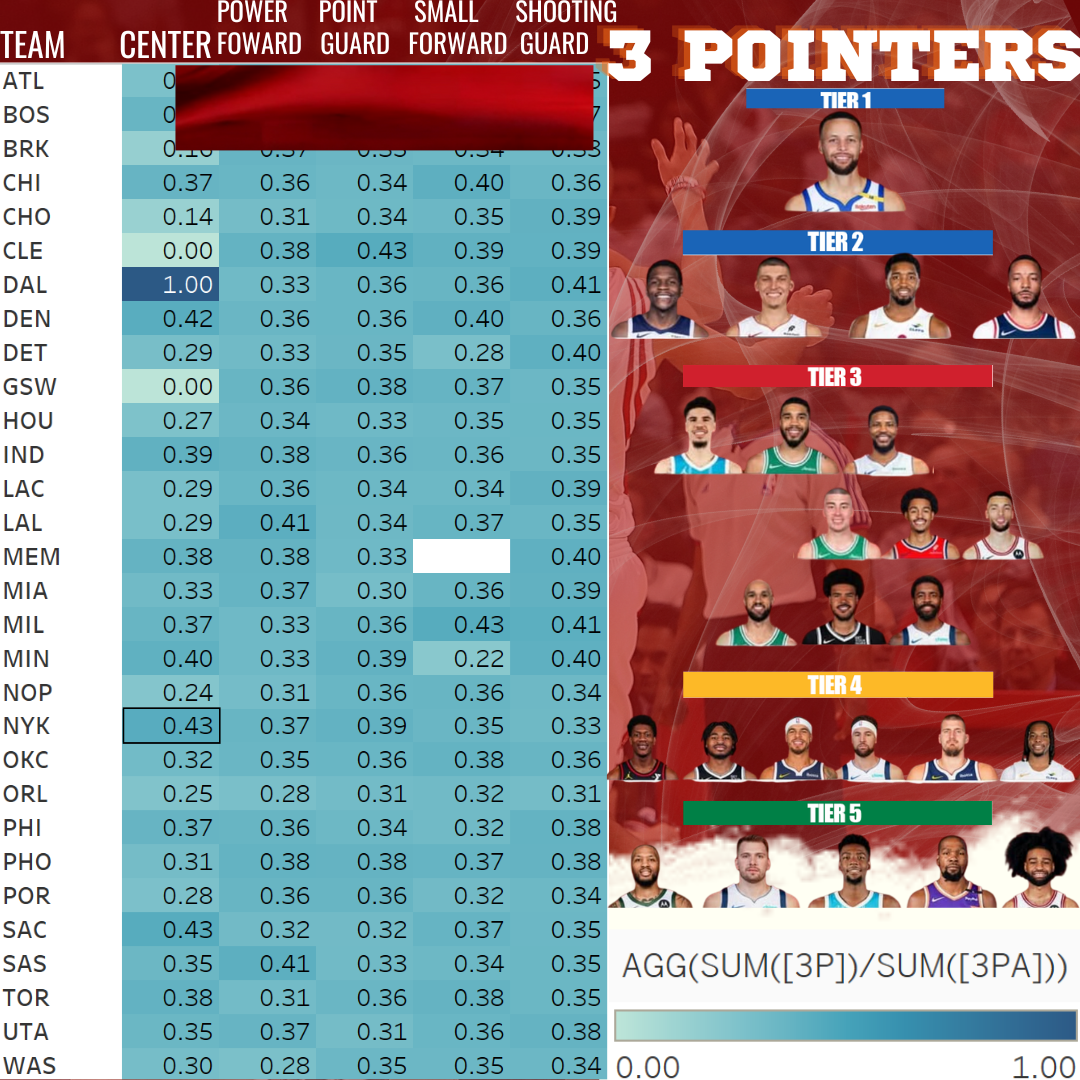 POWER POINT SMALL SHOOTING
TEAM CENTER FOWARD GUARD FORWARD GUARD
3 POINTERS
ATL
BOS
BRK 0.16 0.37 0.35 0.34 0.33
CHI 0.37 0.36 0.34 0.40 0.36
CHO 0.14 0.31 0.34 0.35 0.39
CLE 0.00 0.38 0.43 0.39 0.39
DAL 1.00 0.33 0.36 0.36 0.41
DEN 0.42 0.36 0.36 0.40 0.36
DET 0.29 0.33 0.35 0.28 0.40
GSW 0.00 0.36 0.38 0.37 0.35
HOU 0.27 0.34 0.33 0.35 0.35
IND 0.39 0.38 0.36 0.36 0.35
LAC 0.29 0.36 0.34 0.34 0.39
LAL 0.29 0.41 0.34 0.37 0.35
MEM 0.38 0.38 0.33 0.40
MIA 0.33 0.37 0.30 0.36 0.39
MIL 0.37 0.33 0.36 0.43 0.41
MIN 0.40 0.33 0.39 0.22 0.40
NOP 0.24 0.31 0.36 0.36 0.34
NYK 0.43 0.37 0.39 0.35 0.33
OKC 0.32 0.35 0.36 0.38 0.36
ORL 0.25 0.28 0.31 0.32 0.31
PHI 0.37 0.36 0.34 0.32 0.38
PHO 0.31 0.38 0.38 0.37 0.38
POR 0.28 0.36 0.36 0.32 0.34
SAC 0.43 0.32 0.32 0.37 0.35
SAS 0.35 0.41 0.33 0.34 0.35
TOR 0.38 0.31 0.36 0.38 0.35
UTA 0.35 0.37 0.31 0.36 0.38
WAS 0.30 0.28 0.35 0.35 0.34
TIER 1
TIER 2
TIER 3
TIER 4
TIER 5
AGG(SUM([3P])/SUM([3PA]))
0.00 1.00